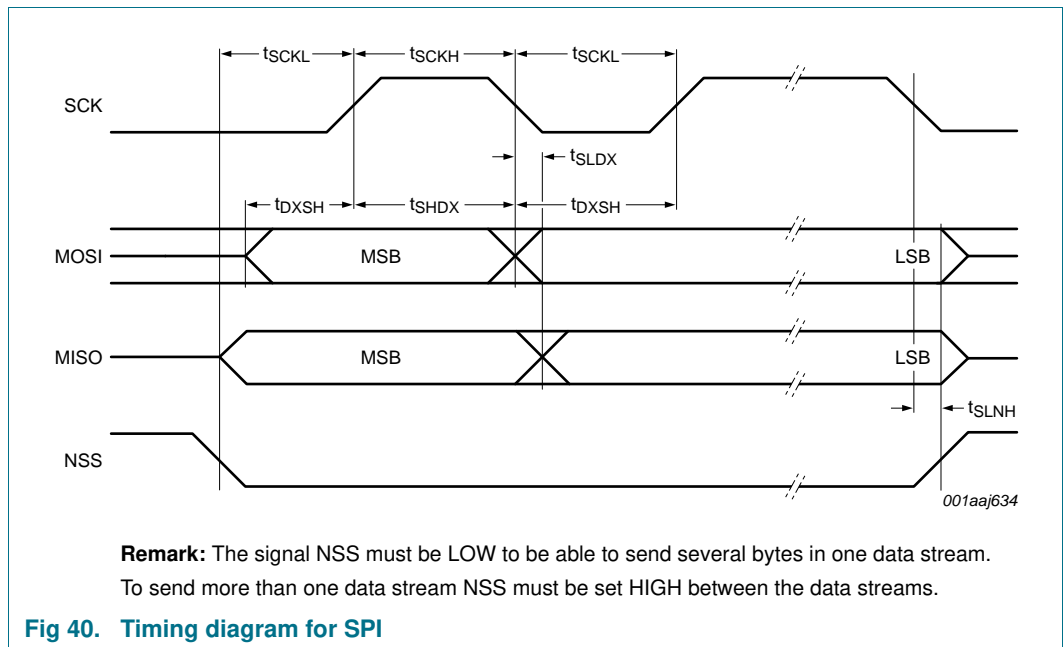 tSCKL tSCKH tSCKL
SCK
tSLDX
tDXSH tSHDX tDXSH
MOSI MSB LSB
MISO MSB LSB
tSLNH
NSS
001aaj634
Remark: The signal NSS must be LOW to be able to send several bytes in one data stream.
To send more than one data stream NSS must be set HIGH between the data streams.
Fig 40. Timing diagram for SPI